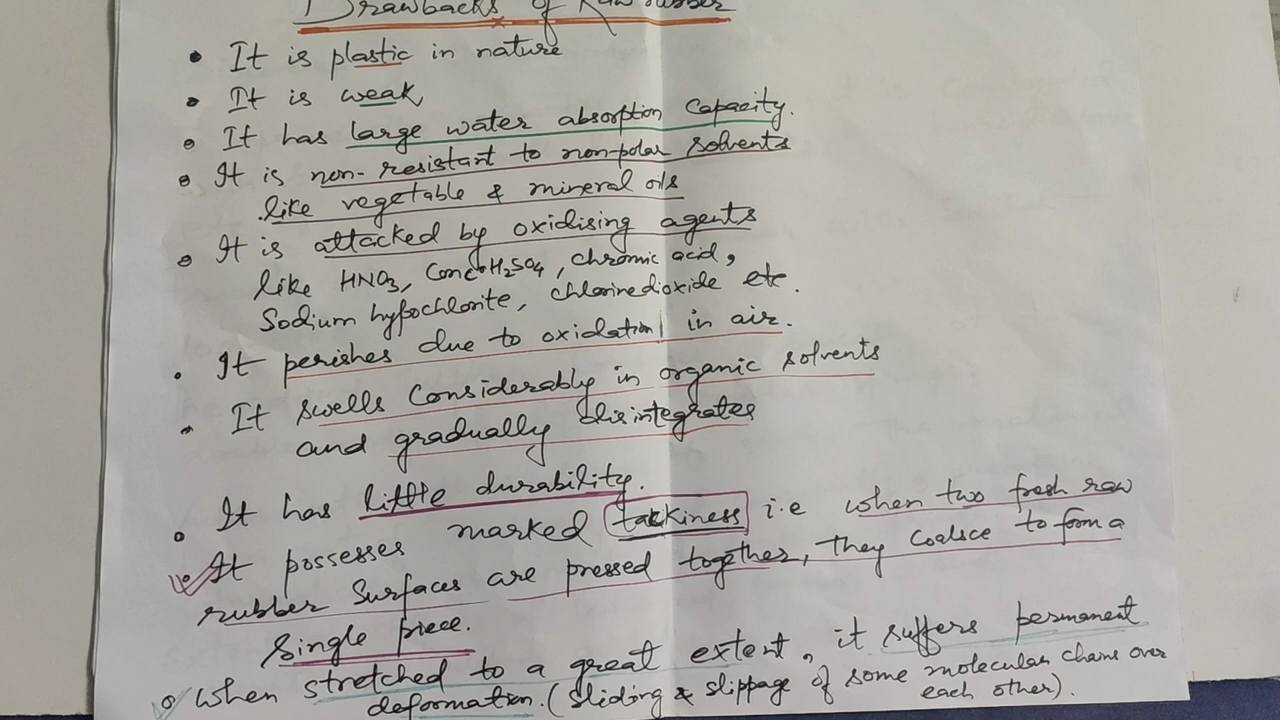 Drawbacks of Raw rubber
• It is plastic in nature
• It is weak,
• It has large water absorption capacity.
• It is non-resistant to non-polar solvents
like vegetable & mineral oils
• It is attacked by oxidising agents
like HNO3, Conc. H2SO4, chromic acid,
Sodium hypochlorite, chlorinedioxide etc.
• It perishes due to oxidation in air.
• It swells Considerably in organic solvents
and gradually disintegrates
• It has little durability.
• It possesses marked tackiness i.e when two fresh raw
rubber Surfaces are pressed together, they Coalsce to form a
Single piece.
• When stretched to a great extent, it suffers permanent
deformation. (Sliding & slippage of some molecular chains over
each other).